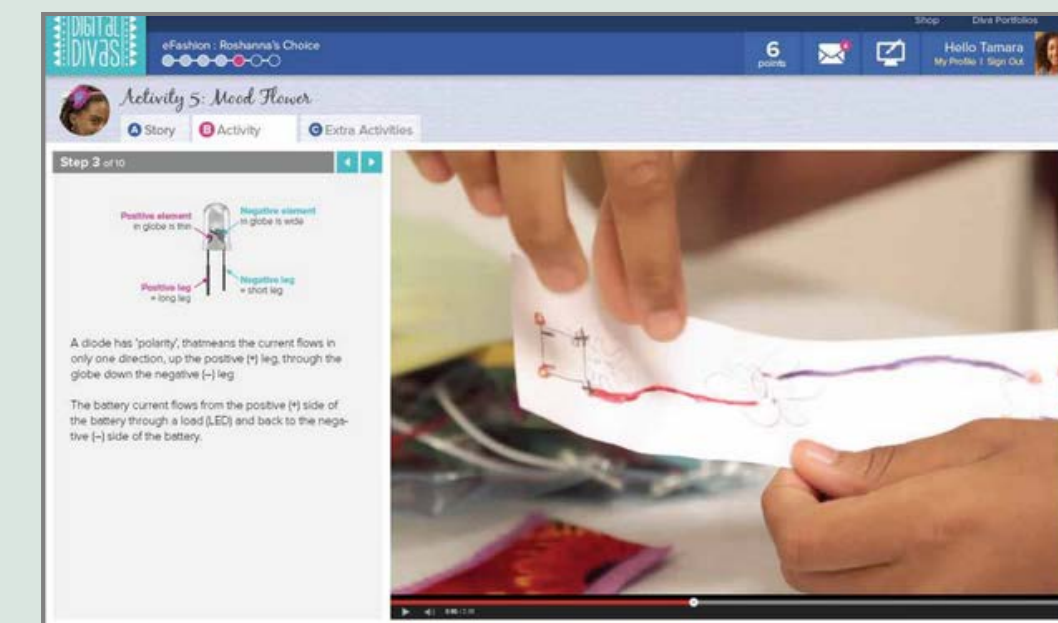 Shop Diva Portfolios
DIGITAL
DIVAS
eFashion : Roshanna's Choice
6
points
Hello Tamara
My Profile | Sign Out
Activity 5: Mood Flower
A Story B Activity C Extra Activities
Step 3 of 10
Positive element
in globe is thin
Negative element
in globe is wide
Positive leg
= long leg
Negative leg
= short leg
A diode has 'polarity', thatmeans the current flows in
only one direction, up the positive (+) leg, through the
globe down the negative (–) leg
The battery current flows from the positive (+) side of
the battery through a load (LED) and back to the nega-
tive (–) side of the battery.